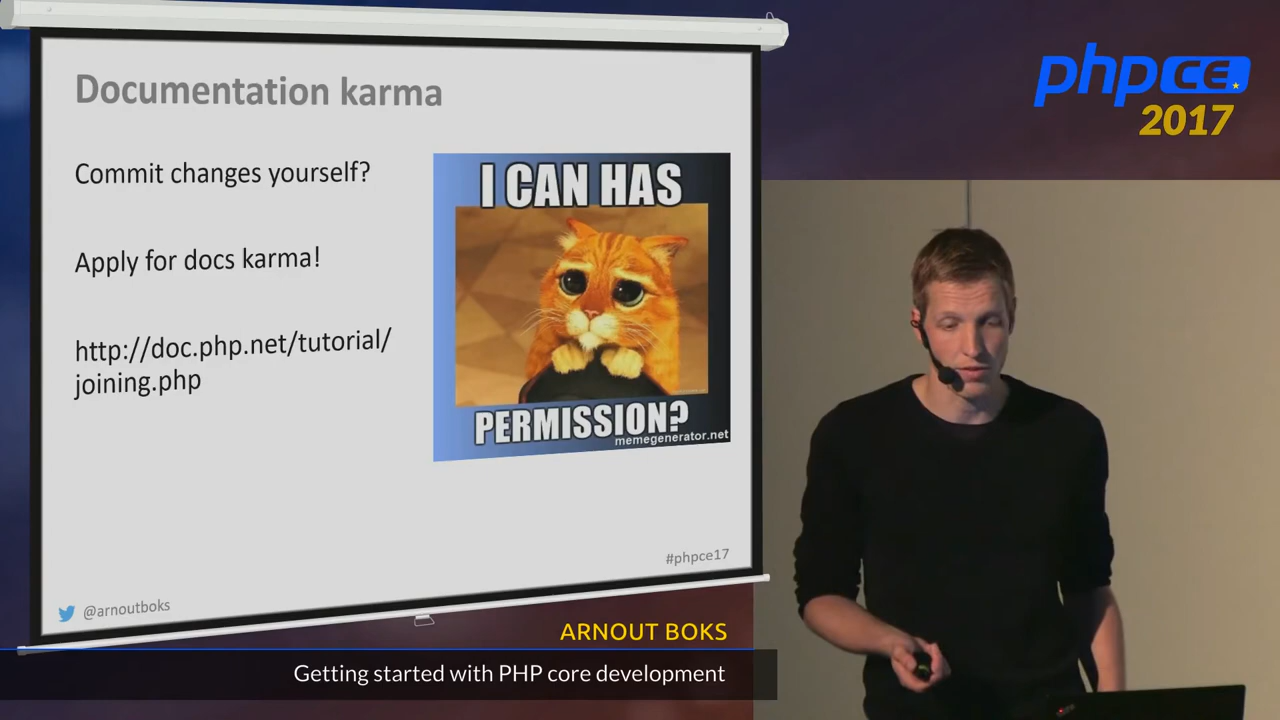 Documentation karma
Commit changes yourself?
Apply for docs karma!
http://doc.php.net/tutorial/
joining.php
I CAN HAS
PERMISSION?
memegenerator.net
#phpce17
@arnoutboks
phpCE
2017
ARNOUT BOKS
Getting started with PHP core development